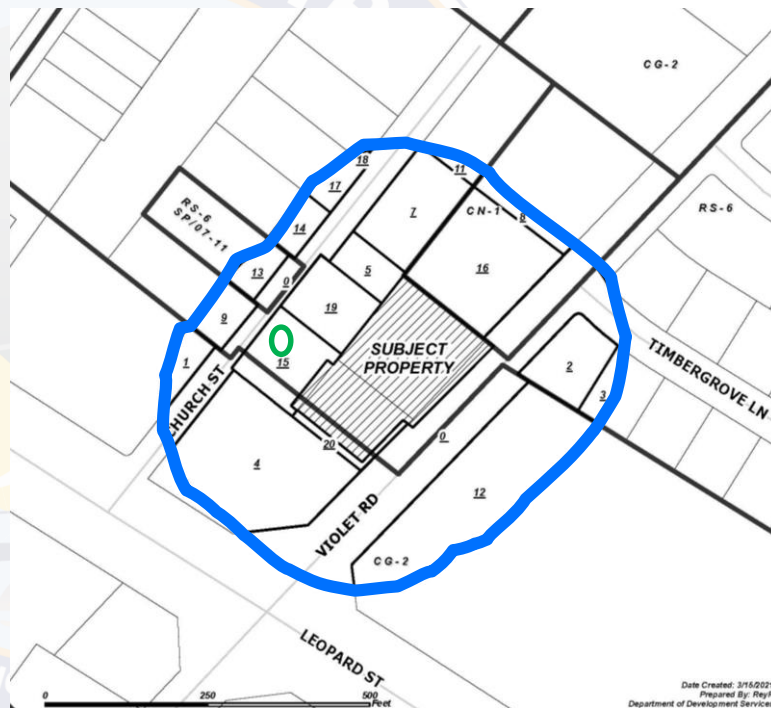 CG-2
18
11
17
RS-6
SP/07-11
7
CN-1
8
RS-6
14
13
0
5
16
9
19
SUBJECT
PROPERTY
1
15
2
TIMBERGROVE LN
3
CHURCH ST
20
0
4
12
VIOLET RD
CG-2
LEOPARD ST
0
250
500
Feet
Date Created: 3/15/2021
Prepared By:
Department of Development Services